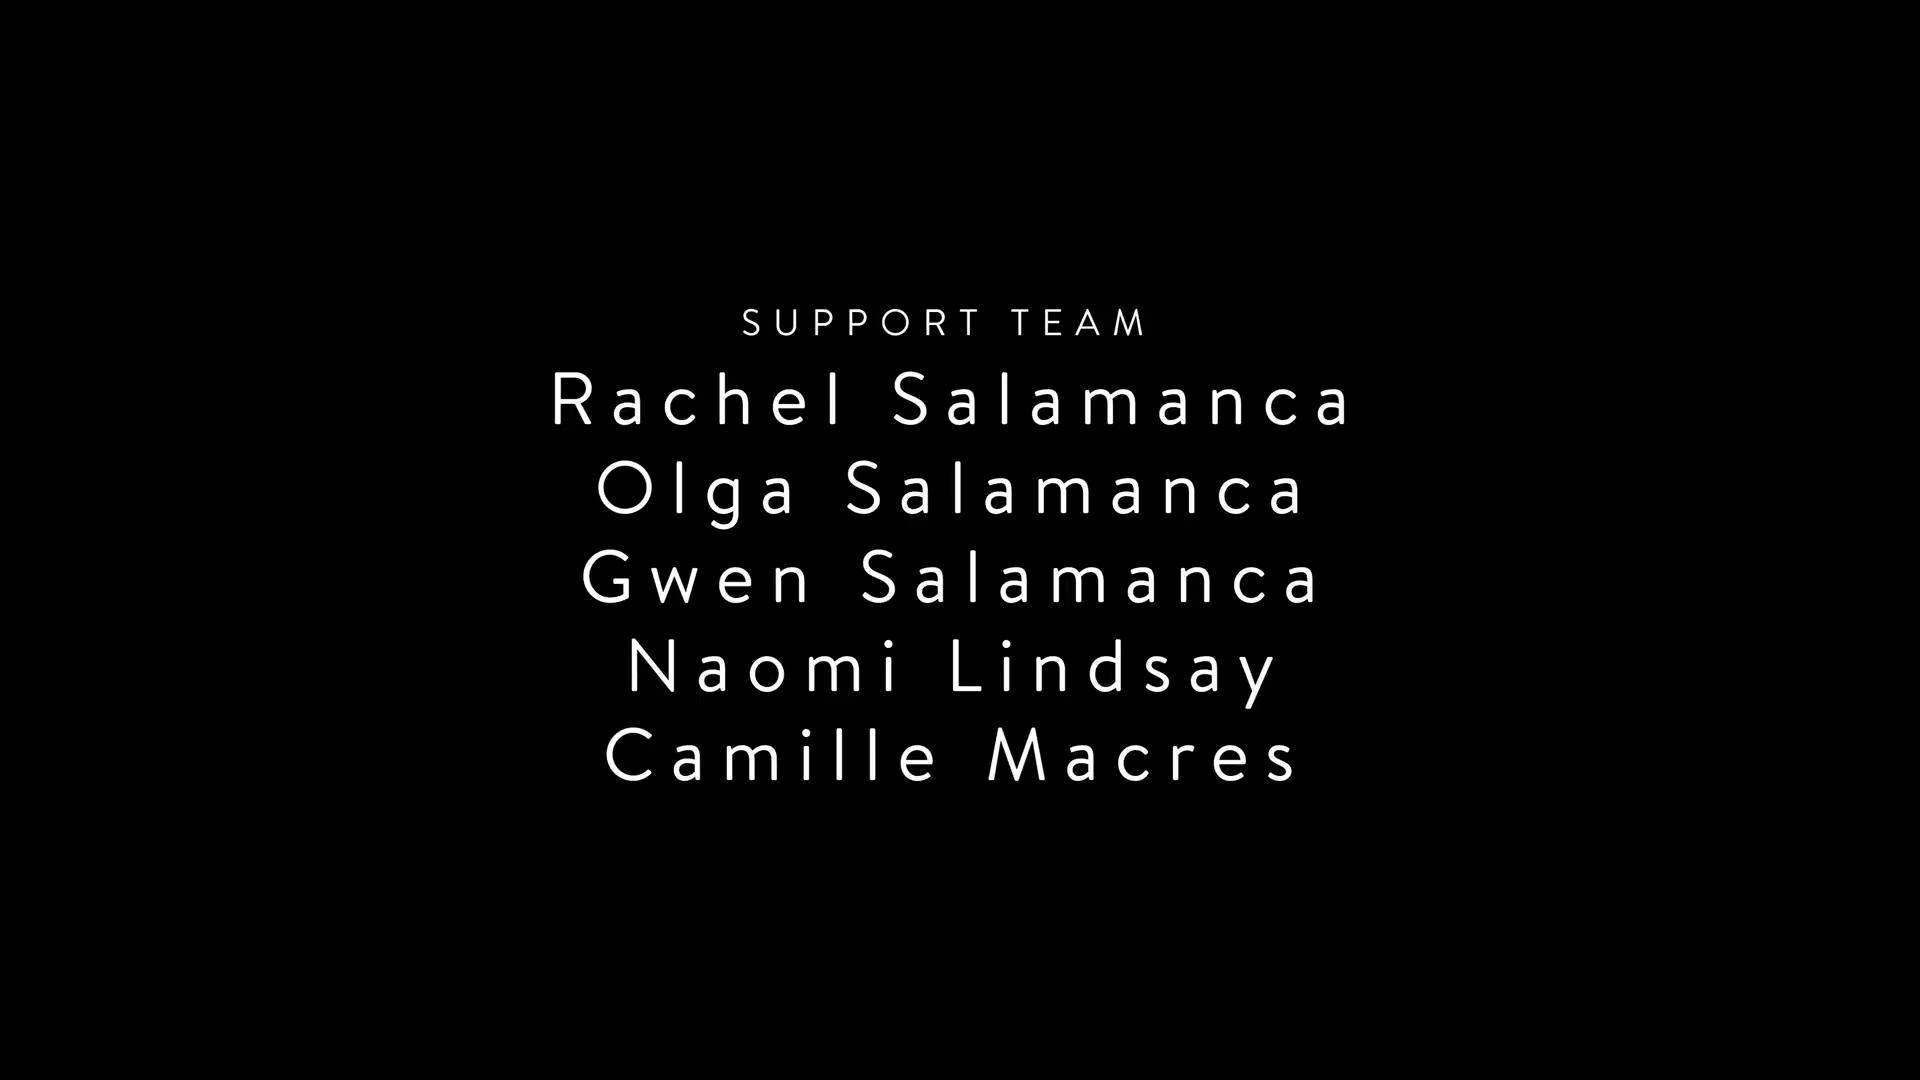 SUPPORT TEAM
Rachel Salamanca
Olga Salamanca
Gwen Salamanca
Naomi Lindsay
Camille Macres